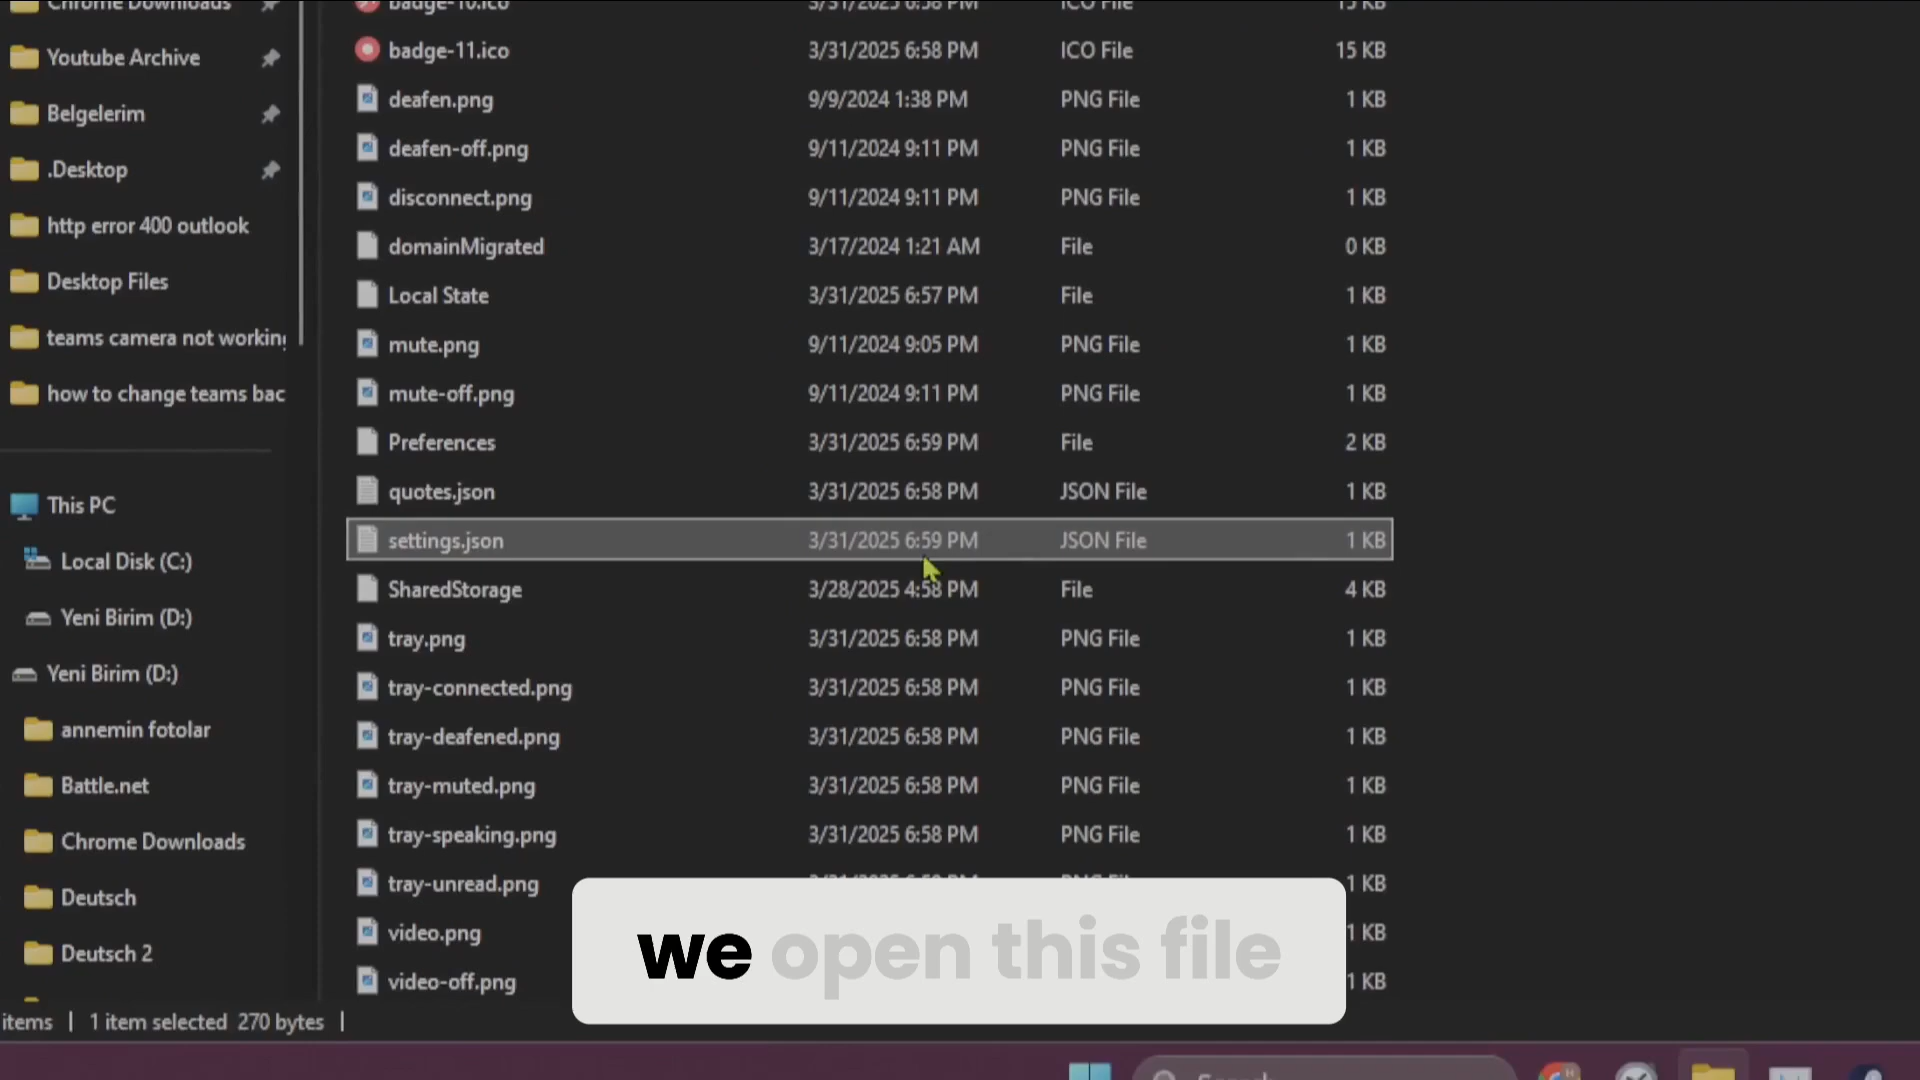 Chrome Downloads
badge-10.ico 3/31/2025 6:58 PM ICO File 15 KB
Youtube Archive
badge-11.ico 3/31/2025 6:58 PM ICO File 15 KB
deafen.png 9/9/2024 1:38 PM PNG File 1 KB
Belgelerim
deafen-off.png 9/11/2024 9:11 PM PNG File 1 KB
.Desktop
disconnect.png 9/11/2024 9:11 PM PNG File 1 KB
http error 400 outlook
domainMigrated 3/17/2024 1:21 AM File 0 KB
Desktop Files
Local State 3/31/2025 6:57 PM File 1 KB
teams camera not working
mute.png 9/11/2024 9:05 PM PNG File 1 KB
how to change teams bac
mute-off.png 9/11/2024 9:11 PM PNG File 1 KB
Preferences 3/31/2025 6:59 PM File 2 KB
This PC
quotes.json 3/31/2025 6:58 PM JSON File 1 KB
Local Disk (C:)
settings.json 3/31/2025 6:59 PM JSON File 1 KB
Yeni Birim (D:)
SharedStorage 3/28/2025 4:58 PM File 4 KB
Yeni Birim (D:)
tray.png 3/31/2025 6:58 PM PNG File 1 KB
tray-connected.png 3/31/2025 6:58 PM PNG File 1 KB
annemin fotolar
tray-deafened.png 3/31/2025 6:58 PM PNG File 1 KB
Battle.net
tray-muted.png 3/31/2025 6:58 PM PNG File 1 KB
Chrome Downloads
tray-speaking.png 3/31/2025 6:58 PM PNG File 1 KB
Deutsch
tray-unread.png 1 KB
Deutsch 2
video.png 1 KB
video-off.png 1 KB
we open this file
items | 1 item selected 270 bytes |